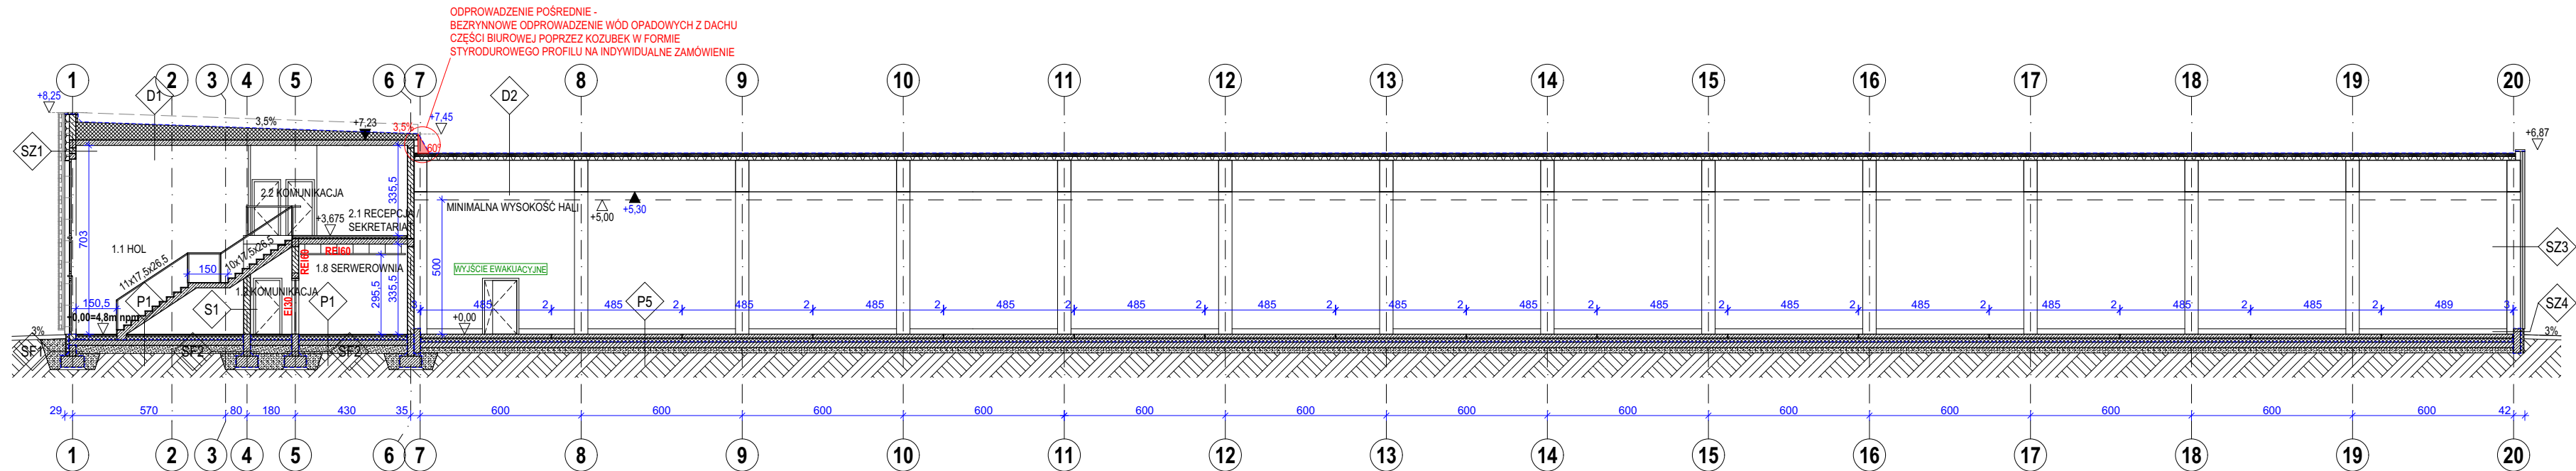 ODPROWADZENIE POŚREDNIE -
BEZRYNNOWE ODPROWADZENIE WÓD OPADOWYCH Z DACHU
CZĘŚCI BIUROWEJ POPRZEZ KOZUBEK W FORMIE
STYRODUROWEGO PROFILU NA INDYWIDUALNE ZAMÓWIENIE
1 2 3 4 5 6 7 8 9 10 11 12 13 14 15 16 17 18 19 20
+8,25
D1
D2
3,5%
+7,23
3,5%
+7,45
60°
+6,87
SZ1
703
2.2 KOMUNIKACJA
335,5
+3,675
2.1 RECEPCJA /
SEKRETARIAT
MINIMALNA WYSOKOŚĆ HALI
+5,00
+5,30
1.1 HOL
11x17,5x26,5
150
10x17,5x26,5
REI60
REI60
1.8 SERWEROWNIA
295,5
335,5
500
WYJŚCIE EWAKUACYJNE
SZ3
150,5
P1
S1
1.2 KOMUNIKACJA
EI30
P1
P5
3 485 2 485 2 485 2 485 2 485 2 485 2 485 2 485 2 485 2 485 2 485 2 485 2 485 2 485 2 485 2 489 3
SZ4
+0,00=4,8m npm
+0,00
3%
3%
SF1
SF2
SF2
29 570 80 180 430 35 600 600 600 600 600 600 600 600 600 600 600 600 600 42
1 2 3 4 5 6 7 8 9 10 11 12 13 14 15 16 17 18 19 20